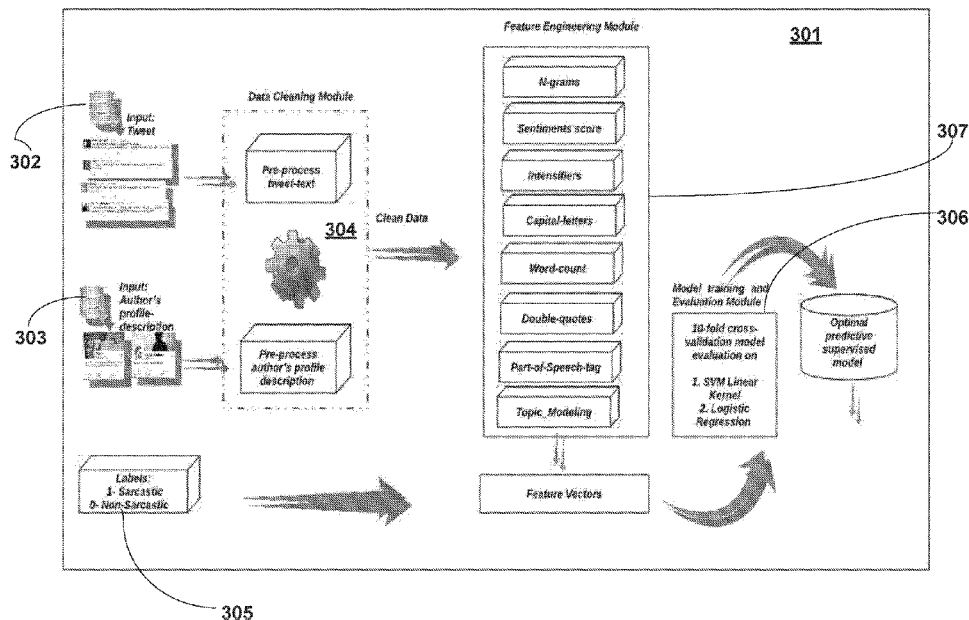 Feature Engineering Module
301
N-grams
Sentiments score
Intensifiers
Capital-letters
Word-count
Double-quotes
Part-of-Speech-tag
Topic_Modeling
307
Data Cleaning Module
Input:
Tweet
302
Pre-process
tweet-text
304
Clean Data
Input:
Author's
profile-
description
303
Pre-process
author's profile
description
306
Model training and
Evaluation Module
10-fold cross-
validation model
evaluation on
1. SVM Linear
Kernel
2. Logistic
Regression
Optimal
predictive
supervised
model
Labels:
1- Sarcastic
0- Non-Sarcastic
Feature Vectors
305